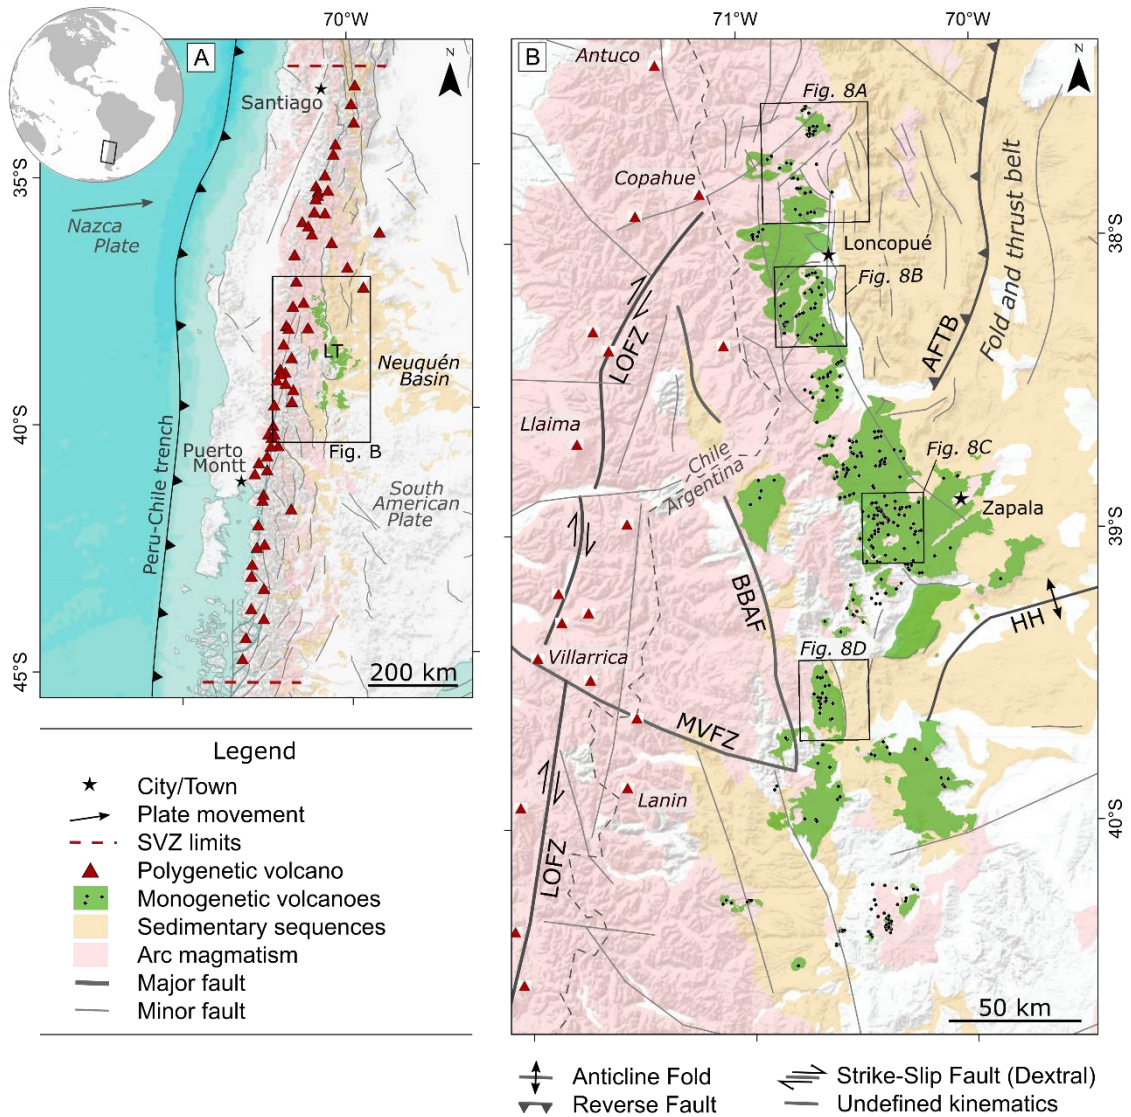 70°W
A
N
Santiago
35°S
Nazca
Plate
LT
Neuquén
Basin
40°S
Puerto
Montt
Fig. B
South
American
Plate
Peru-Chile trench
45°S
200 km
71°W
70°W
B
N
Antuco
Fig. 8A
Copahue
38°S
Loncopué
Fig. 8B
Fold and thrust belt
AFTB
LOFZ
Llaima
Chile
Argentina
Fig. 8C
Zapala
39°S
BBAF
HH
Fig. 8D
Villarrica
MVFZ
Lanin
40°S
LOFZ
50 km
Legend
City/Town
Plate movement
SVZ limits
Polygenetic volcano
Monogenetic volcanoes
Sedimentary sequences
Arc magmatism
Major fault
Minor fault
Anticline Fold
Reverse Fault
Strike-Slip Fault (Dextral)
Undefined kinematics